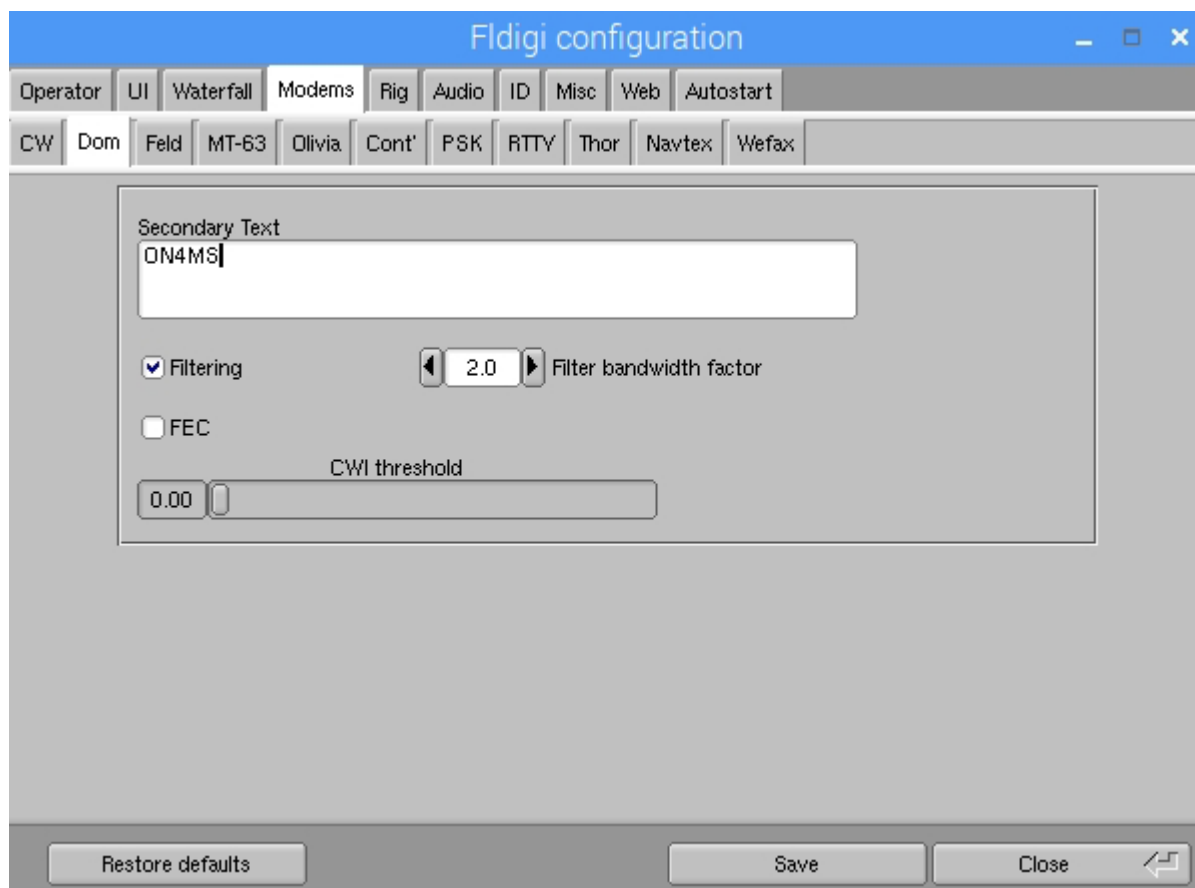 Fldigi configuration
Operator UI Waterfall Modems Rig Audio ID Misc Web Autostart
CW Dom Feld MT-63 Olivia Cont' PSK RTTY Thor Navtex Wefax
Secondary Text
ON4MS
Filtering 2.0 Filter bandwidth factor
FEC
CWI threshold
0.00
Restore defaults Save Close